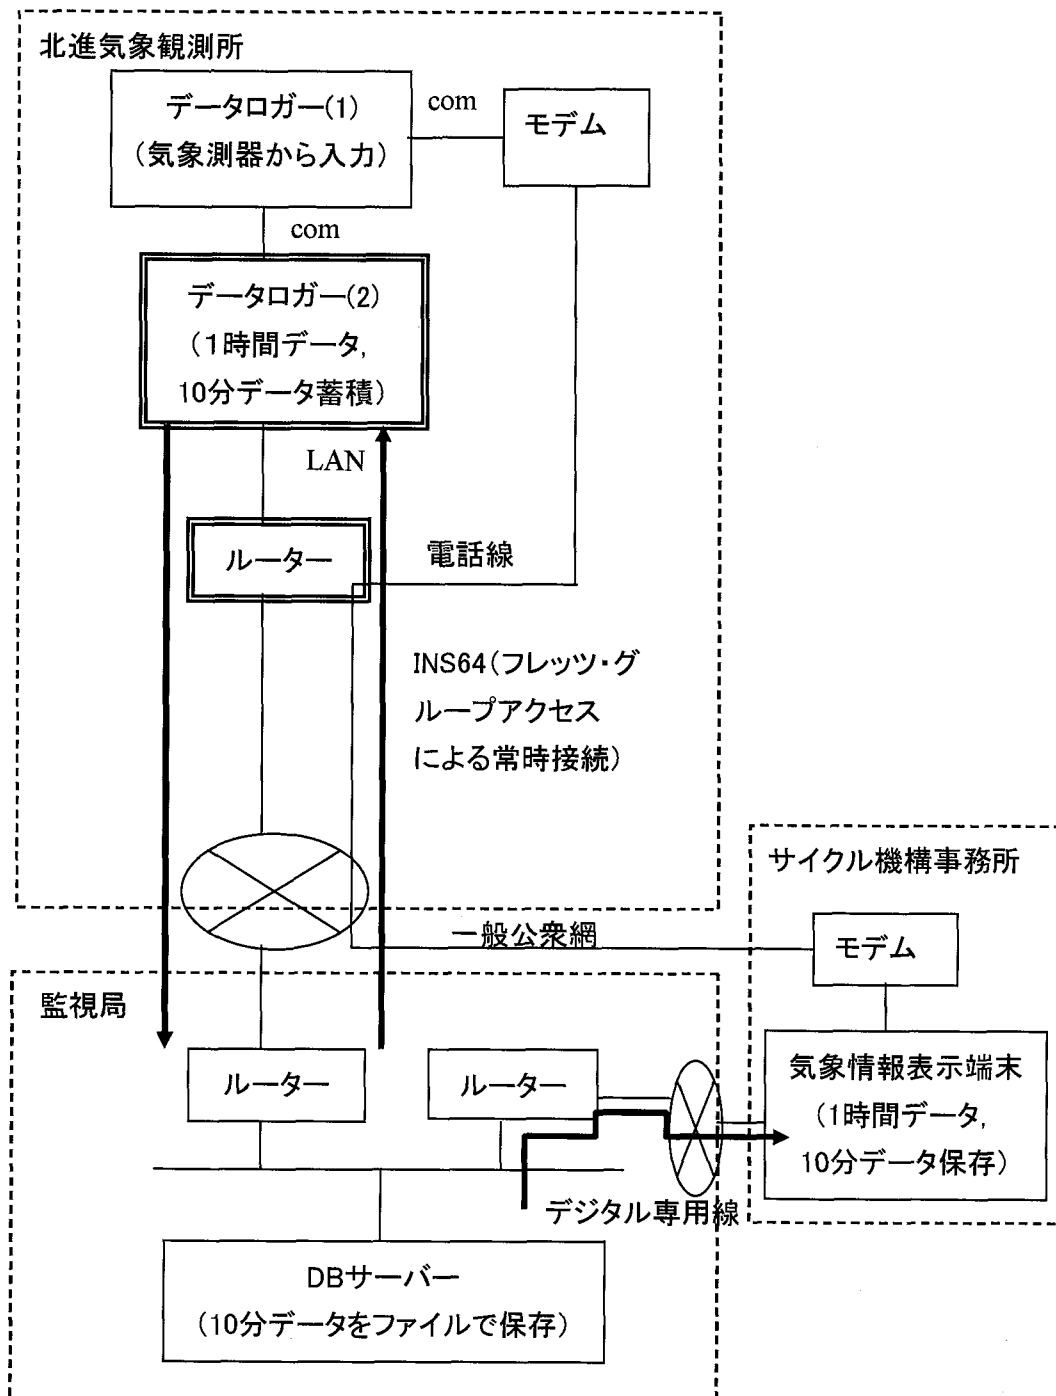 北進気象観測所
データロガー(1)
(気象測器から入力)
com
モデム
com
データロガー(2)
(1時間データ,
10分データ蓄積)
LAN
ルーター
電話線
INS64(フレッツ・グ
ループアクセス
による常時接続)
サイクル機構事務所
一般公衆網
モデム
監視局
ルーター
ルーター
気象情報表示端末
(1時間データ,
10分データ保存)
デジタル専用線
DBサーバー
(10分データをファイルで保存)